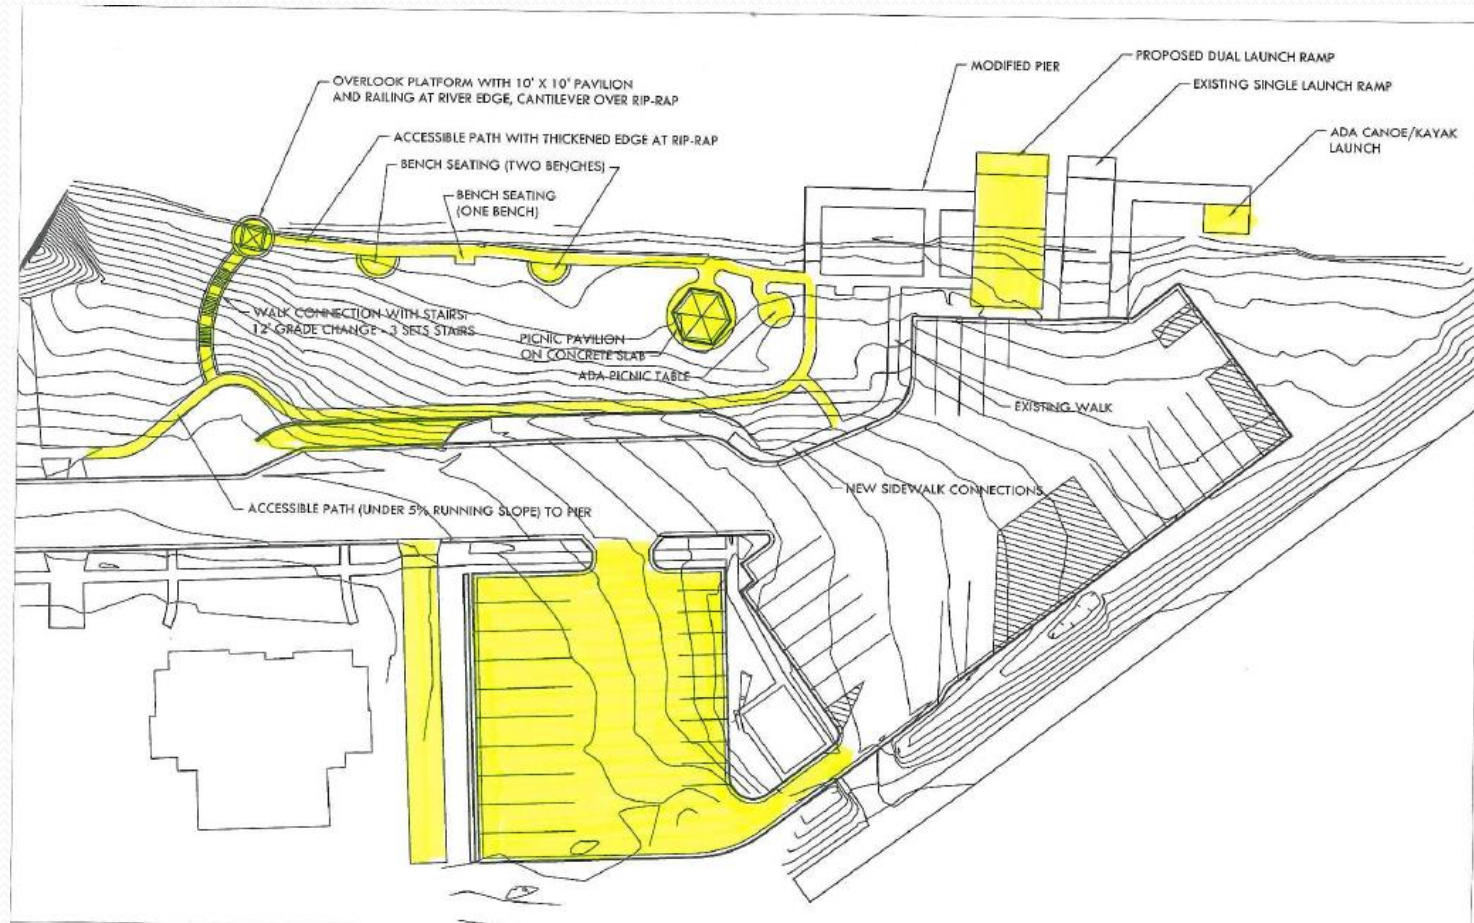 OVERLOOK PLATFORM WITH 10' X 10' PAVILION
AND RAILING AT RIVER EDGE, CANTILEVER OVER RIP-RAP
ACCESSIBLE PATH WITH THICKENED EDGE AT RIP-RAP
BENCH SEATING (TWO BENCHES)
BENCH SEATING
(ONE BENCH)
MODIFIED PIER
PROPOSED DUAL LAUNCH RAMP
EXISTING SINGLE LAUNCH RAMP
ADA CANOE/KAYAK
LAUNCH
WALK CONNECTION WITH STAIRS:
12' GRADE CHANGE - 3 SETS STAIRS
PICNIC PAVILION
ON CONCRETE SLAB
ADA PICNIC TABLE
EXISTING WALK
NEW SIDEWALK CONNECTIONS
ACCESSIBLE PATH (UNDER 5% RUNNING SLOPE) TO PIER